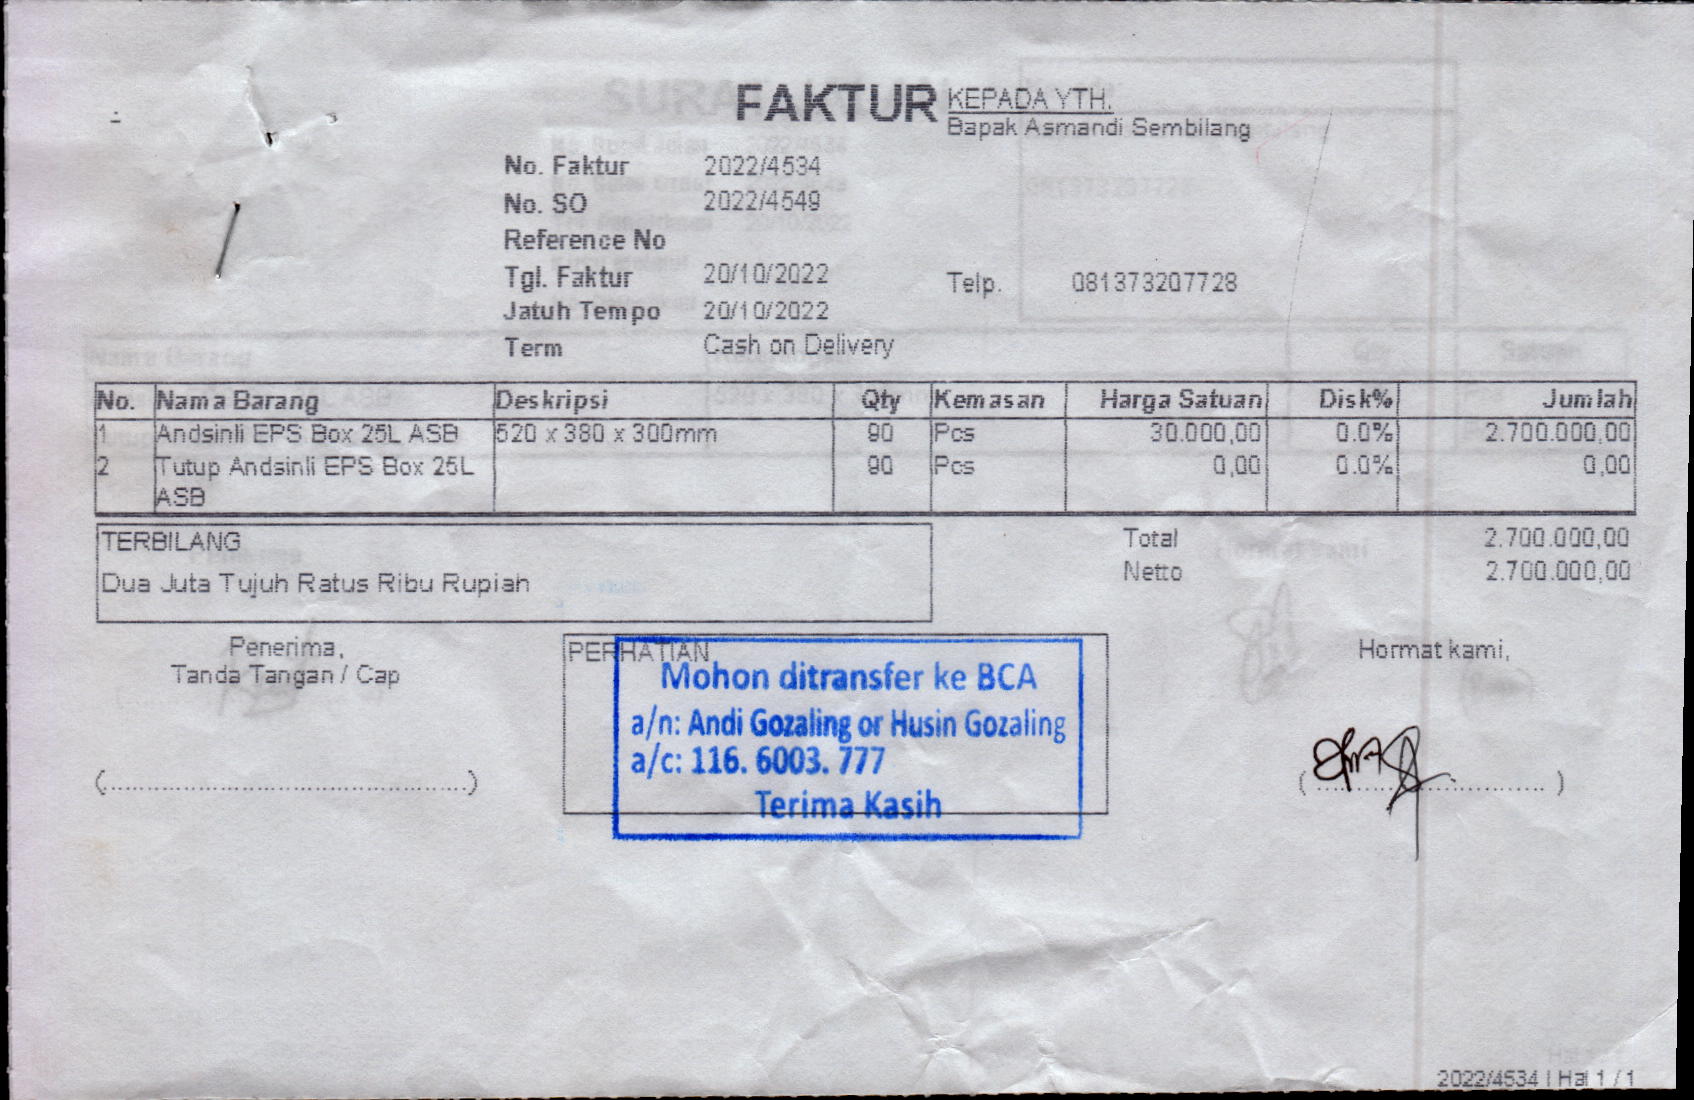 FAKTUR
KEPADA YTH.
Bapak Asmandi Sembilang
No. Faktur 2022/4534
No. SO 2022/4549
Reference No
Tgl. Faktur 20/10/2022
Telp. 081373207728
Jatuh Tempo 20/10/2022
Term Cash on Delivery
No. Nama Barang Deskripsi Qty Kemasan Harga Satuan Disk% Jumlah
1 Andsinli EPS Box 25L ASB 520 x 380 x 300mm 90 Pcs 30.000,00 0.0% 2.700.000,00
2 Tutup Andsinli EPS Box 25L 90 Pcs 0,00 0.0% 0,00
ASB
TERBILANG
Dua Juta Tujuh Ratus Ribu Rupiah
Total 2.700.000,00
Netto 2.700.000,00
Penerima,
Tanda Tangan / Cap
(..............................................)
PERHATIAN
Mohon ditransfer ke BCA
a/n: Andi Gozaling or Husin Gozaling
a/c: 116. 6003. 777
Terima Kasih
Hormat kami,
(..............................)
2022/4534 | Hal 1 / 1